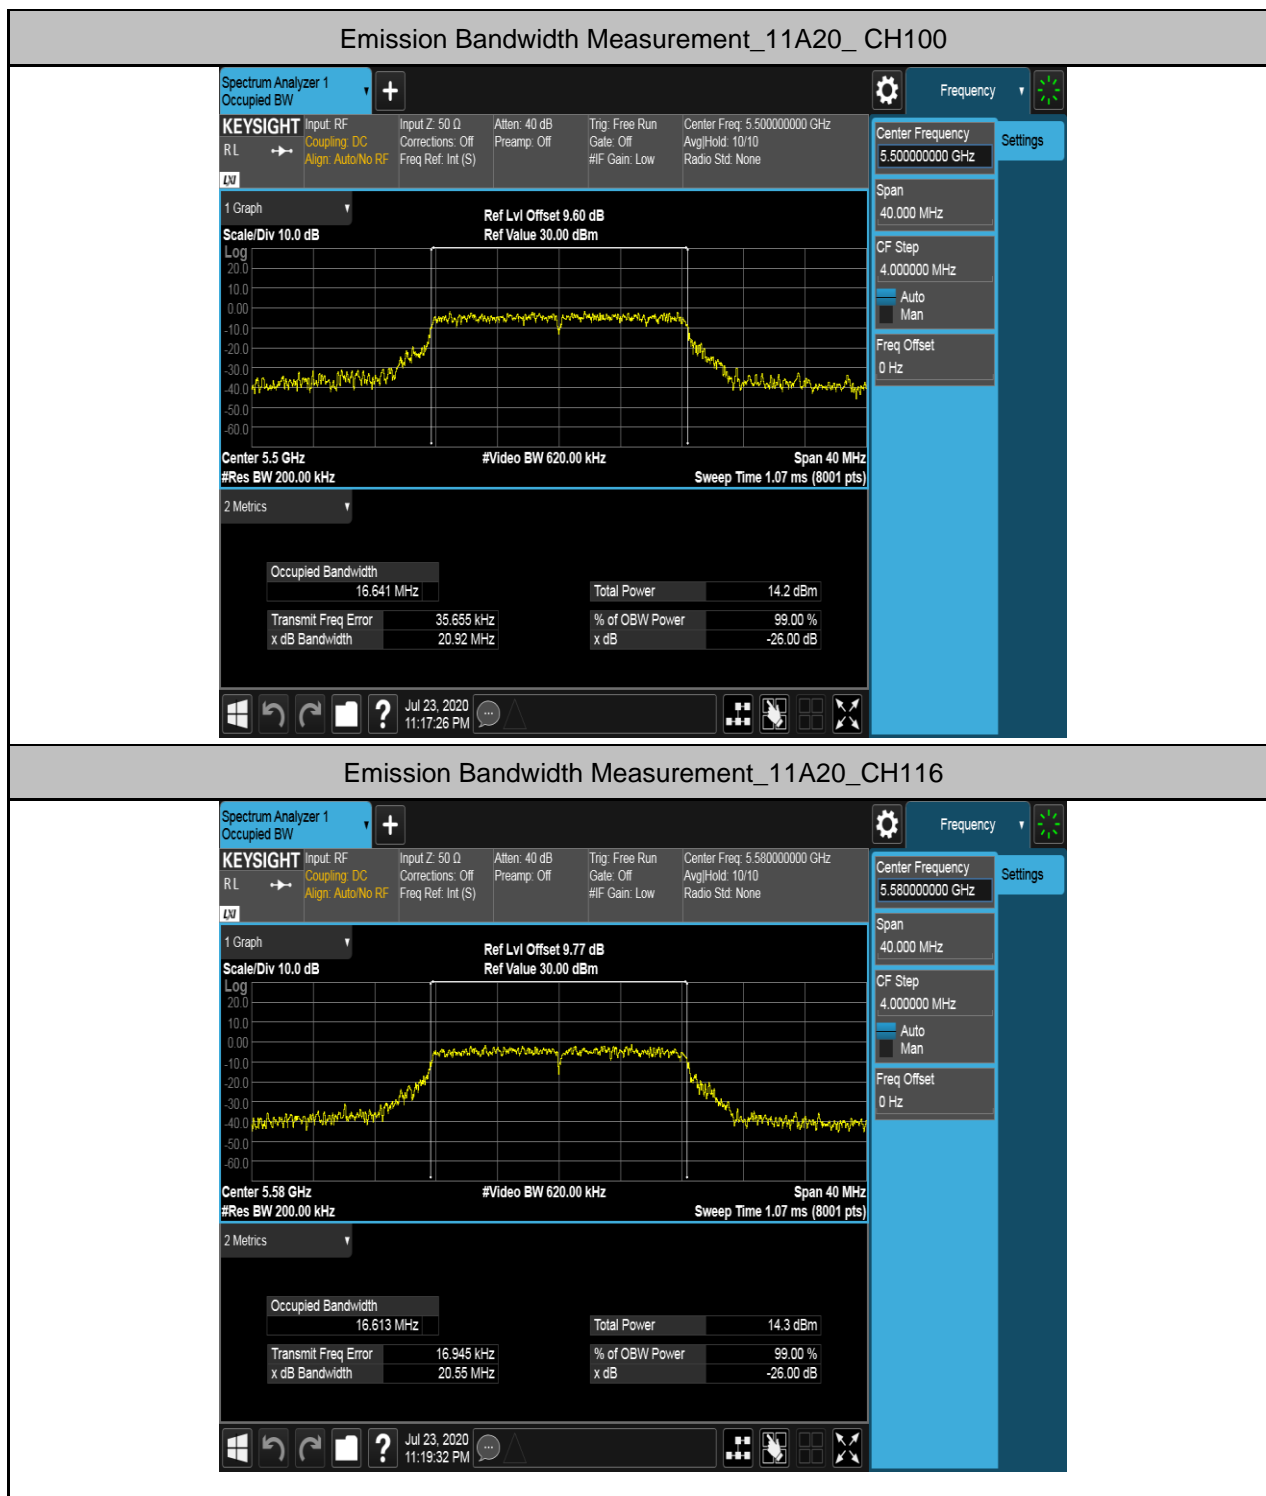 Emission Bandwidth Measurement_11A20_ CH100
Spectrum Analyzer 1
Occupied BW
Frequency
KEYSIGHT
RL
LXI
Input: RF
Coupling: DC
Align: Auto/No RF
Input Z: 50 Ω
Corrections: Off
Freq Ref: Int (S)
Atten: 40 dB
Preamp: Off
Trig: Free Run
Gate: Off
#IF Gain: Low
Center Freq: 5.500000000 GHz
Avg|Hold: 10/10
Radio Std: None
Center Frequency
5.500000000 GHz
Settings
Span
40.000 MHz
CF Step
4.000000 MHz
Auto
Man
Freq Offset
0 Hz
1 Graph
Ref Lvl Offset 9.60 dB
Scale/Div 10.0 dB
Ref Value 30.00 dBm
Log
20.0
10.0
0.00
-10.0
-20.0
-30.0
-40.0
-50.0
-60.0
Center 5.5 GHz
#Video BW 620.00 kHz
Span 40 MHz
#Res BW 200.00 kHz
Sweep Time 1.07 ms (8001 pts)
2 Metrics
Occupied Bandwidth
16.641 MHz
Total Power 14.2 dBm
Transmit Freq Error 35.655 kHz
% of OBW Power 99.00 %
x dB Bandwidth 20.92 MHz
x dB -26.00 dB
?
Jul 23, 2020
11:17:26 PM
Emission Bandwidth Measurement_11A20_CH116
Spectrum Analyzer 1
Occupied BW
Frequency
KEYSIGHT
RL
LXI
Input: RF
Coupling: DC
Align: Auto/No RF
Input Z: 50 Ω
Corrections: Off
Freq Ref: Int (S)
Atten: 40 dB
Preamp: Off
Trig: Free Run
Gate: Off
#IF Gain: Low
Center Freq: 5.580000000 GHz
Avg|Hold: 10/10
Radio Std: None
Center Frequency
5.580000000 GHz
Settings
Span
40.000 MHz
CF Step
4.000000 MHz
Auto
Man
Freq Offset
0 Hz
1 Graph
Ref Lvl Offset 9.77 dB
Scale/Div 10.0 dB
Ref Value 30.00 dBm
Log
20.0
10.0
0.00
-10.0
-20.0
-30.0
-40.0
-50.0
-60.0
Center 5.58 GHz
#Video BW 620.00 kHz
Span 40 MHz
#Res BW 200.00 kHz
Sweep Time 1.07 ms (8001 pts)
2 Metrics
Occupied Bandwidth
16.613 MHz
Total Power 14.3 dBm
Transmit Freq Error 16.945 kHz
% of OBW Power 99.00 %
x dB Bandwidth 20.55 MHz
x dB -26.00 dB
?
Jul 23, 2020
11:19:32 PM